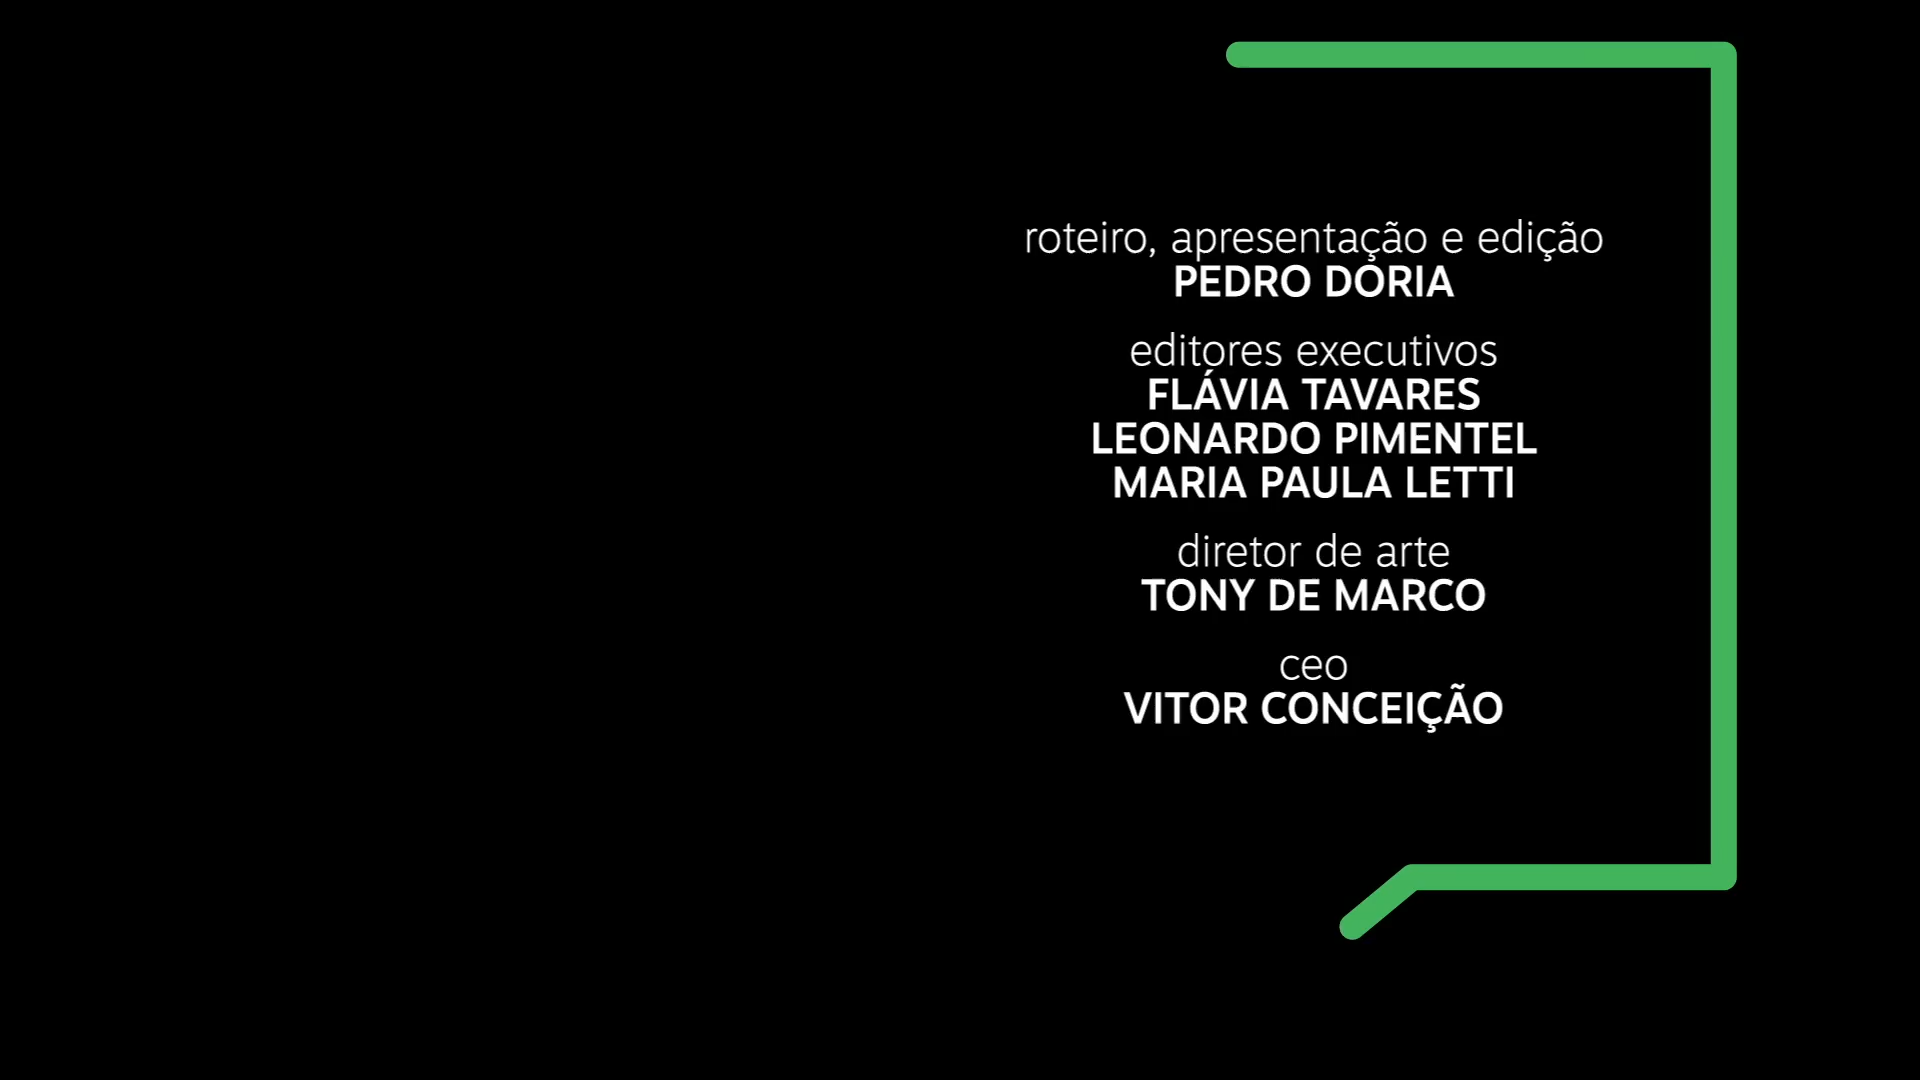 roteiro, apresentação e edição
PEDRO DORIA
editores executivos
FLÁVIA TAVARES
LEONARDO PIMENTEL
MARIA PAULA LETTI
diretor de arte
TONY DE MARCO
ceo
VITOR CONCEIÇÃO